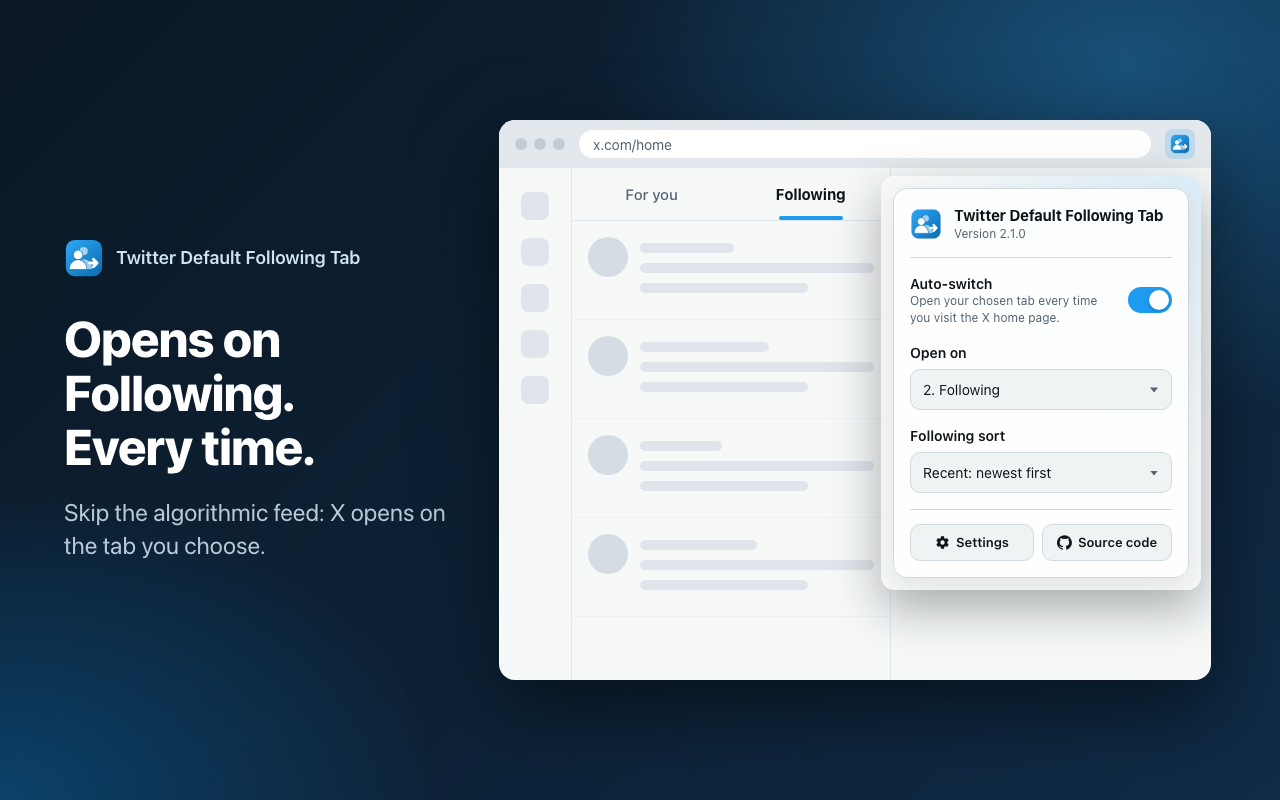 Twitter Default Following Tab
Opens on
Following.
Every time.
Skip the algorithmic feed: X opens on
the tab you choose.
x.com/home
For you
Following
Twitter Default Following Tab
Version 2.1.0
Auto-switch
Open your chosen tab every time
you visit the X home page.
Open on
2. Following
Following sort
Recent: newest first
Settings
Source code